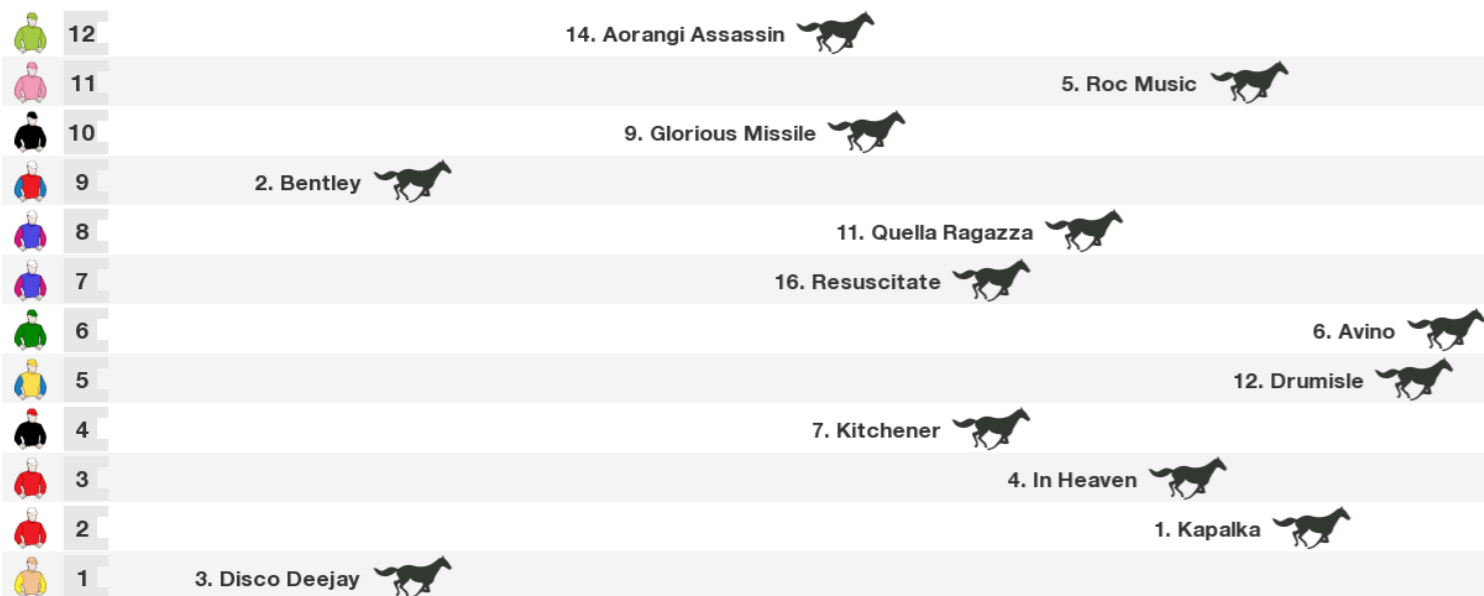 12 14. Aorangi Assassin
11 5. Roc Music
10 9. Glorious Missile
9 2. Bentley
8 11. Quella Ragazza
7 16. Resuscitate
6 6. Avino
5 12. Drumisle
4 7. Kitchener
3 4. In Heaven
2 1. Kapalka
1 3. Disco Deejay